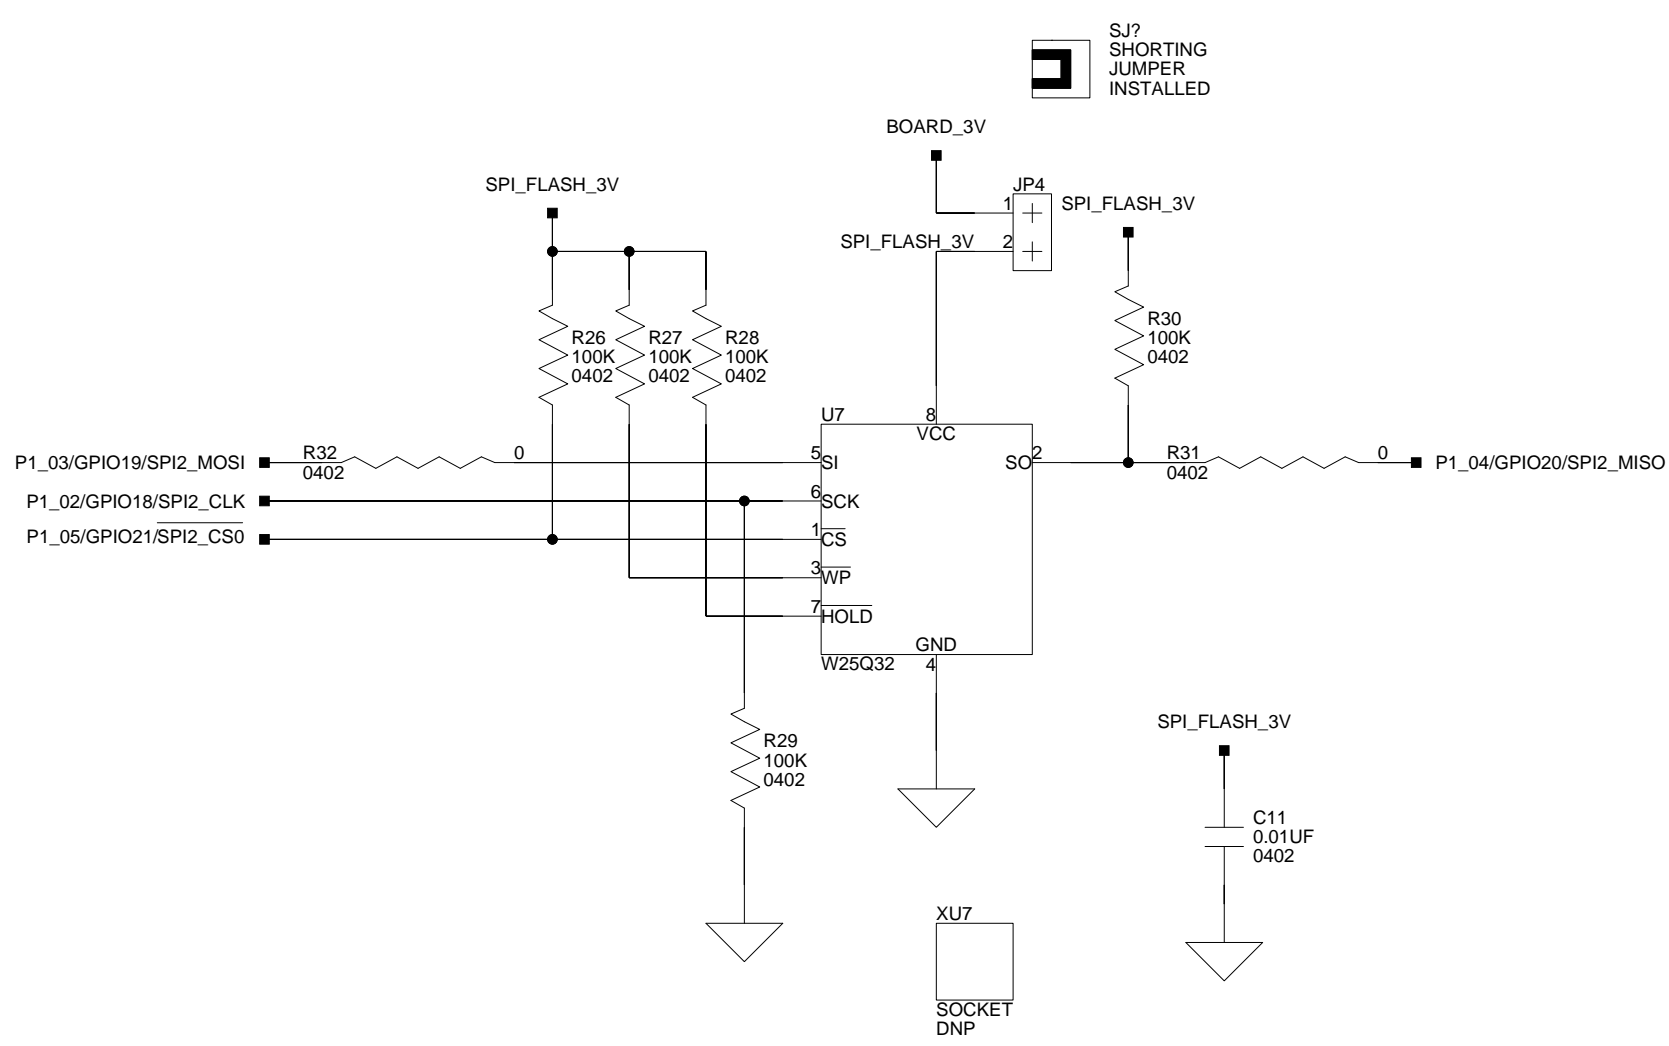 SJ?
SHORTING
JUMPER
INSTALLED
BOARD_3V
JP4
1
2
SPI_FLASH_3V
SPI_FLASH_3V
SPI_FLASH_3V
R26
100K
0402
R27
100K
0402
R28
100K
0402
R30
100K
0402
U7
8
VCC
P1_03/GPIO19/SPI2_MOSI
R32
0402
0
5
SI
SO
2
R31
0402
0
P1_04/GPIO20/SPI2_MISO
P1_02/GPIO18/SPI2_CLK
6
SCK
P1_05/GPIO21/SPI2_CS0
1
CS
3
WP
7
HOLD
GND
4
W25Q32
R29
100K
0402
SPI_FLASH_3V
C11
0.01UF
0402
XU7
SOCKET
DNP